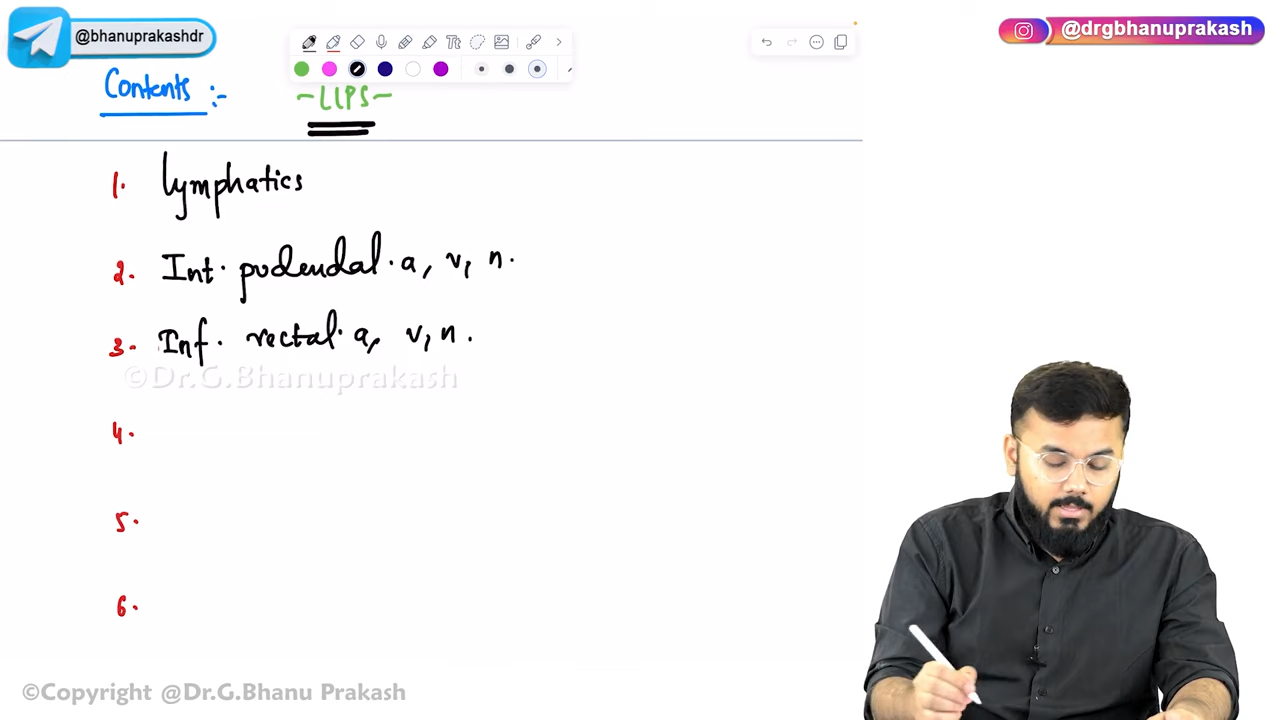 @bhanuprakashdr
@drgbhanuprakash
Tt
Contents :-
~LIPS~
1. Lymphatics
2. Int. pudendal. a, v, n.
3. Inf. rectal. a, v, n.
©Dr.G.Bhanuprakash
4.
5.
6.
©Copyright @Dr.G.Bhanu Prakash